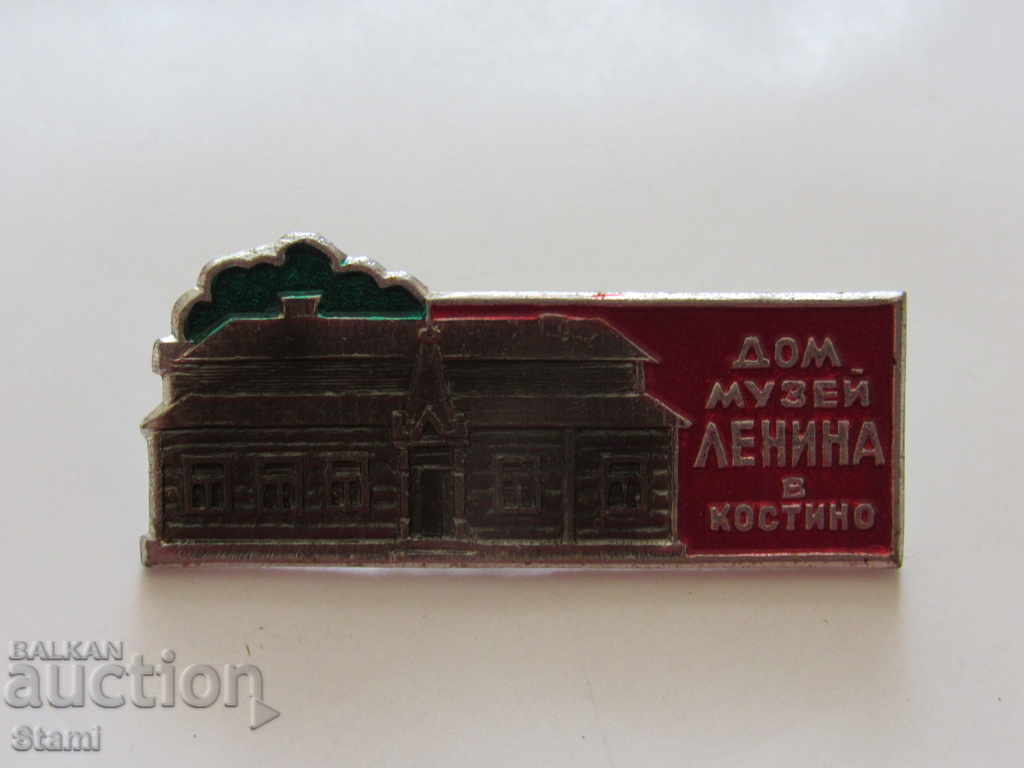 ДОМ
МУЗЕЙ
ЛЕНИНА
В
КОСТИНО
BALKAN
auction
Stami